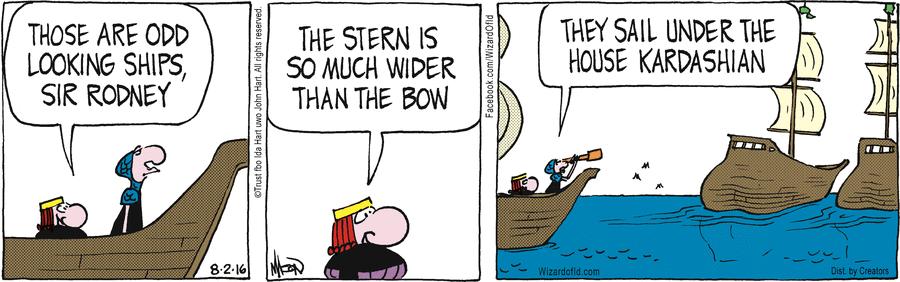 THOSE ARE ODD
LOOKING SHIPS,
SIR RODNEY
8-2-16
©Trust fbo Ida Hart uwo John Hart. All rights reserved.
THE STERN IS
SO MUCH WIDER
THAN THE BOW
Facebook.com/WizardOfId
THEY SAIL UNDER THE
HOUSE KARDASHIAN
WizardofId.com
Dist. by Creators